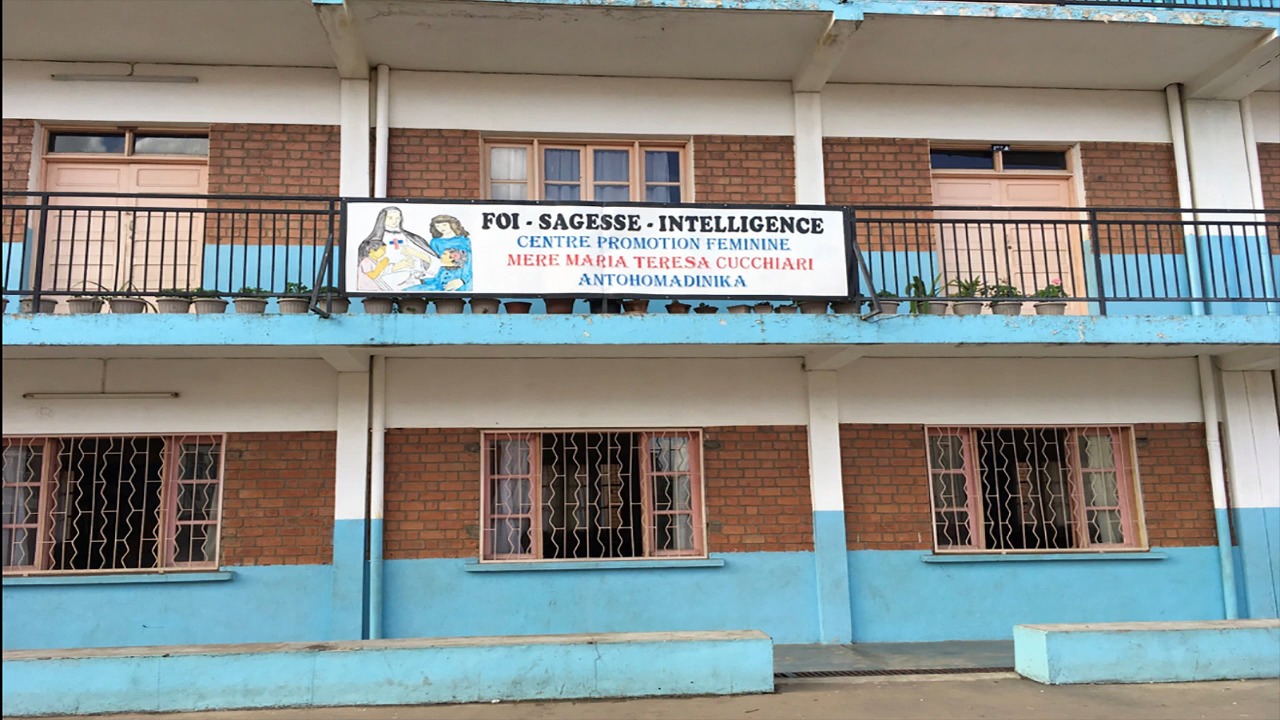 FOI - SAGESSE - INTELLIGENCE
CENTRE PROMOTION FEMININE
MERE MARIA TERESA CUCCHIARI
ANTOHOMADINIKA